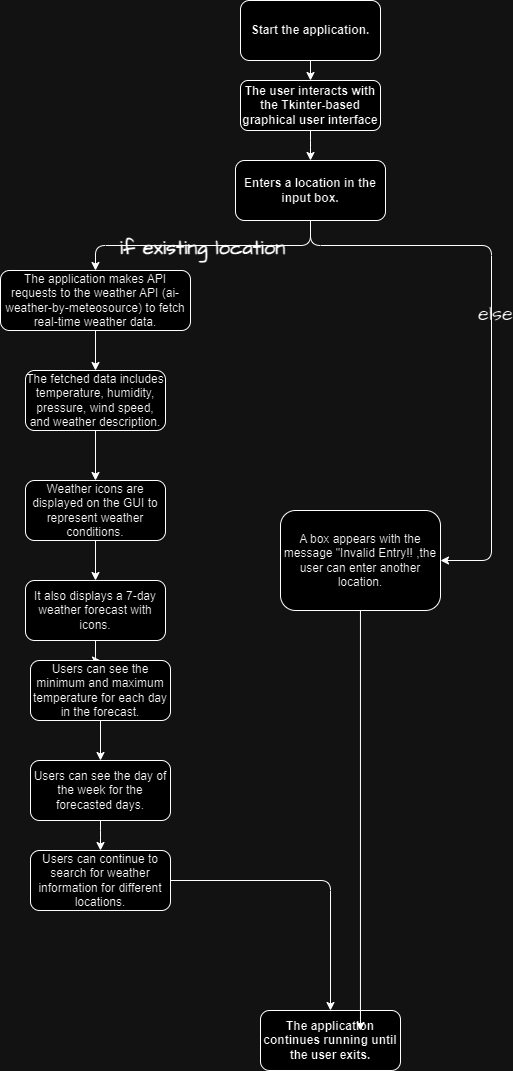 Start the application.
The user interacts with
the Tkinter-based
graphical user interface
Enters a location in the
input box.
if existing location
The application makes API
requests to the weather API (ai-
weather-by-meteosource) to fetch
real-time weather data.
else
The fetched data includes
temperature, humidity,
pressure, wind speed,
and weather description.
Weather icons are
displayed on the GUI to
represent weather
conditions.
A box appears with the
message "Invalid Entry!! ,the
user can enter another
location.
It also displays a 7-day
weather forecast with
icons.
Users can see the
minimum and maximum
temperature for each day
in the forecast.
Users can see the day of
the week for the
forecasted days.
Users can continue to
search for weather
information for different
locations.
The application
continues running until
the user exits.